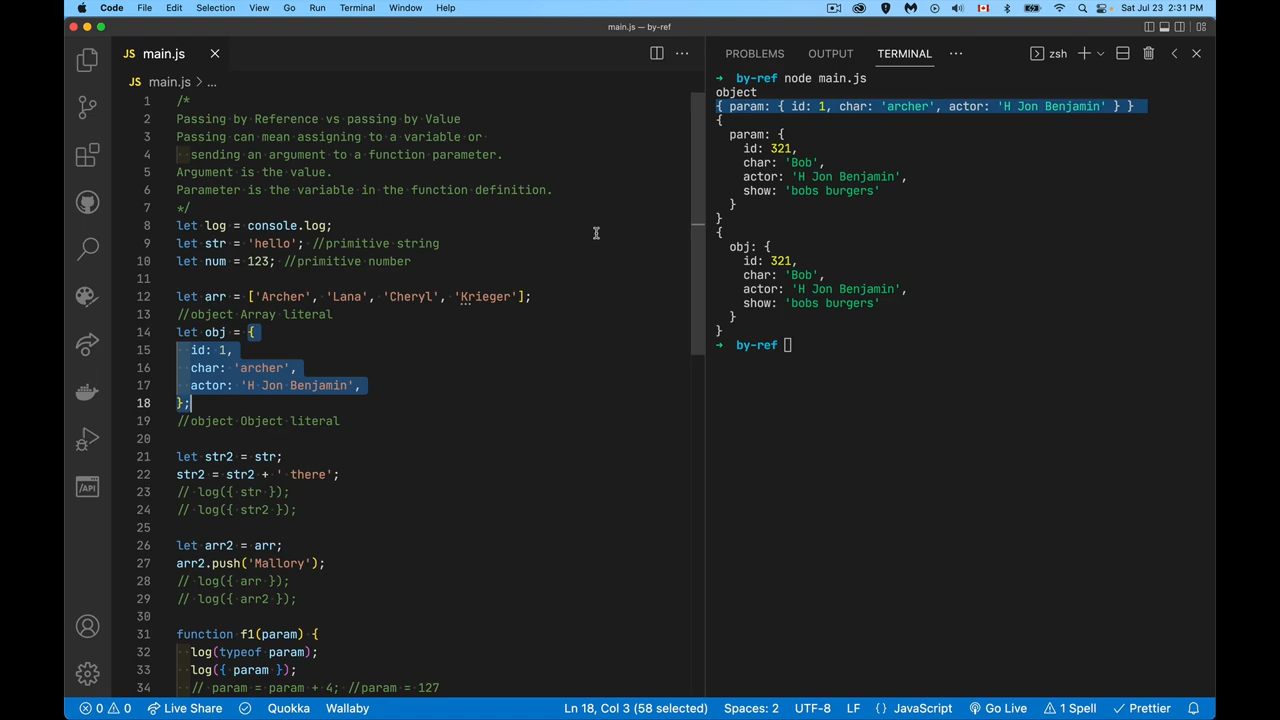 Code File Edit Selection View Go Run Terminal Window Help Sat Jul 23 2:31 PM
main.js — by-ref
JS main.js
JS main.js > ...
1 /*
2 Passing by Reference vs passing by Value
3 Passing can mean assigning to a variable or
4 sending an argument to a function parameter.
5 Argument is the value.
6 Parameter is the variable in the function definition.
7 */
8 let log = console.log;
9 let str = 'hello'; //primitive string
10 let num = 123; //primitive number
11
12 let arr = ['Archer', 'Lana', 'Cheryl', 'Krieger'];
13 //object Array literal
14 let obj = {
15 id: 1,
16 char: 'archer',
17 actor: 'H Jon Benjamin',
18 };
19 //object Object literal
20
21 let str2 = str;
22 str2 = str2 + ' there';
23 // log({ str });
24 // log({ str2 });
25
26 let arr2 = arr;
27 arr2.push('Mallory');
28 // log({ arr });
29 // log({ arr2 });
30
31 function f1(param) {
32 log(typeof param);
33 log({ param });
34 // param = param + 4; //param = 127
PROBLEMS OUTPUT TERMINAL ... zsh
→ by-ref node main.js
object
{ param: { id: 1, char: 'archer', actor: 'H Jon Benjamin' } }
{
param: {
id: 321,
char: 'Bob',
actor: 'H Jon Benjamin',
show: 'bobs burgers'
}
}
{
obj: {
id: 321,
char: 'Bob',
actor: 'H Jon Benjamin',
show: 'bobs burgers'
}
}
→ by-ref
/API
0 0 Live Share Quokka Wallaby Ln 18, Col 3 (58 selected) Spaces: 2 UTF-8 LF {} JavaScript Go Live 1 Spell Prettier